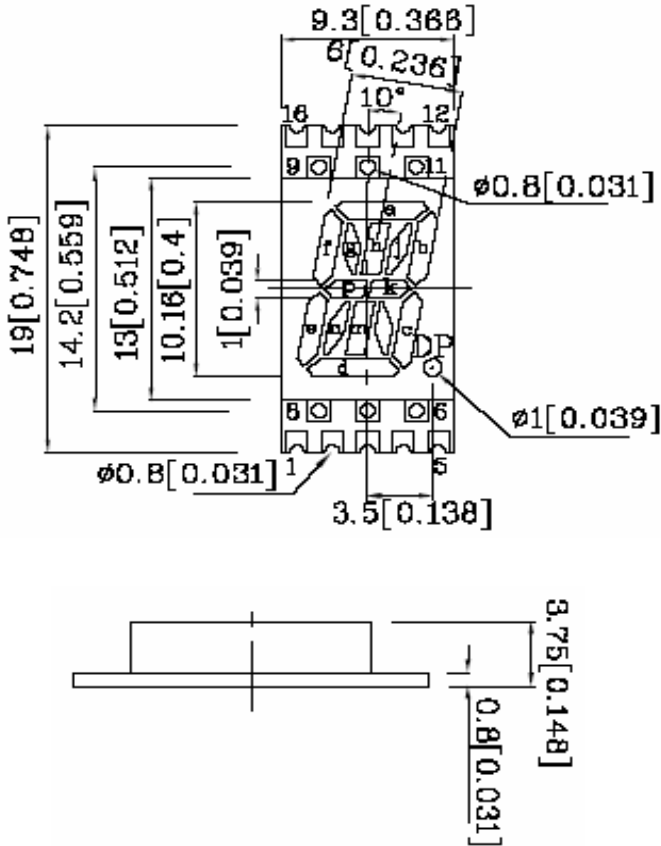 9.3[0.366]
6[0.236]
10°
16
12
9
11
ø0.8[0.031]
a
f
g
h
b
p
k
e
n
m
c
DP
d
19[0.748]
14.2[0.559]
13[0.512]
10.16[0.4
1[0.039]
8
6
ø1[0.039]
ø0.8[0.031]
1
5
3.5[0.138]
3.75[0.148]
0.8[0.031]